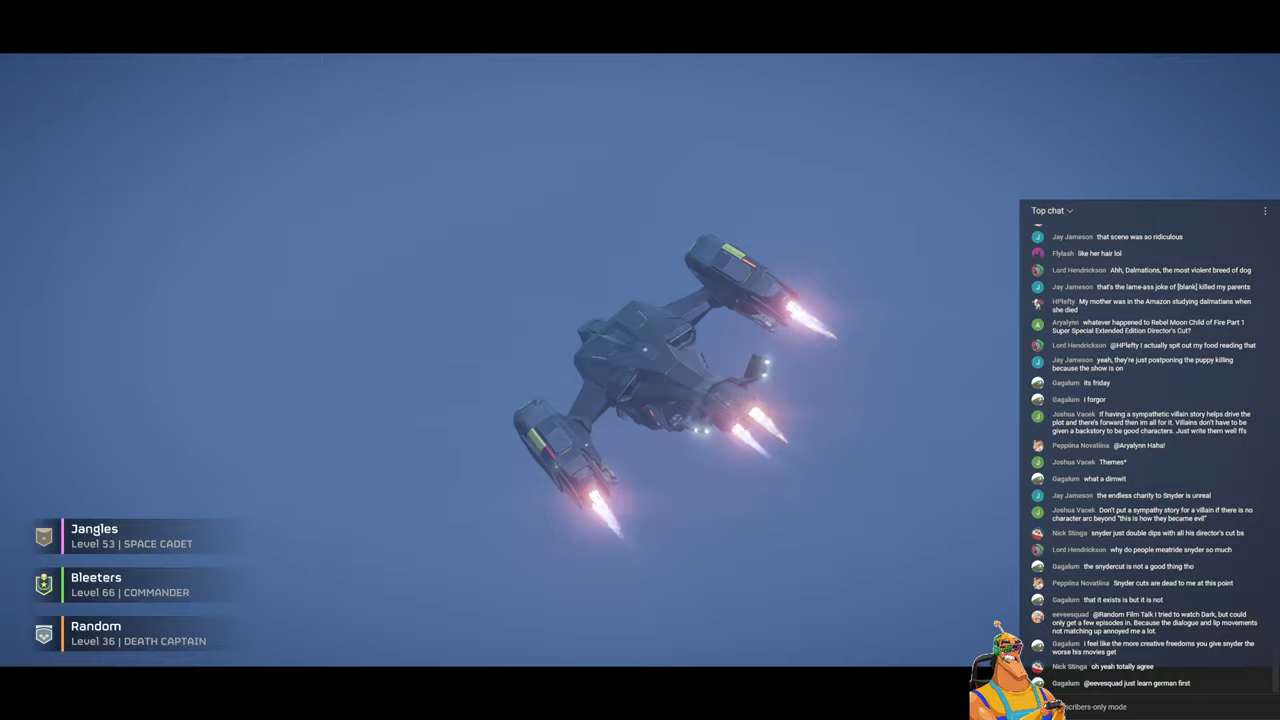 Top chat
Jay Jameson that scene was so ridiculous
Flylash like her hair lol
Lord Hendrickson Ahh, Dalmations, the most violent breed of dog
Jay Jameson that's the lame-ass joke of [blank] killed my parents
HPlefty My mother was in the Amazon studying dalmatians when
she died
Aryalynn whatever happened to Rebel Moon Child of Fire Part 1
Super Special Extended Edition Director's Cut?
Lord Hendrickson @HPlefty I actually spit out my food reading that
Jay Jameson yeah, they're just postponing the puppy killing
because the show is on
Gagalum its friday
Gagalum i forgor
Joshua Vacek If having a sympathetic villain story helps drive the
plot and there's forward then im all for it. Villains don't have to be
given a backstory to be good characters. Just write them well ffs
Peppiina Novatiina @Aryalynn Haha!
Joshua Vacek Themes*
Gagalum what a dimwit
Jay Jameson the endless charity to Snyder is unreal
Joshua Vacek Don't put a sympathy story for a villain if there is no
character arc beyond "this is how they became evil"
Nick Stinga snyder just double dips with all his director's cut bs
Lord Hendrickson why do people meatride snyder so much
Gagalum the snydercut is not a good thing tho
Peppiina Novatiina Snyder cuts are dead to me at this point
Gagalum that it exists is but it is not
eeveesquad @Random Film Talk I tried to watch Dark, but could
only get a few episodes in. Because the dialogue and lip movements
not matching up annoyed me a lot.
Gagalum i feel like the more creative freedoms you give snyder the
worse his movies get
Nick Stinga oh yeah totally agree
Gagalum @eevesquad just learn german first
scribers-only mode
Jangles
Level 53 | SPACE CADET
Bleeters
Level 66 | COMMANDER
Random
Level 36 | DEATH CAPTAIN